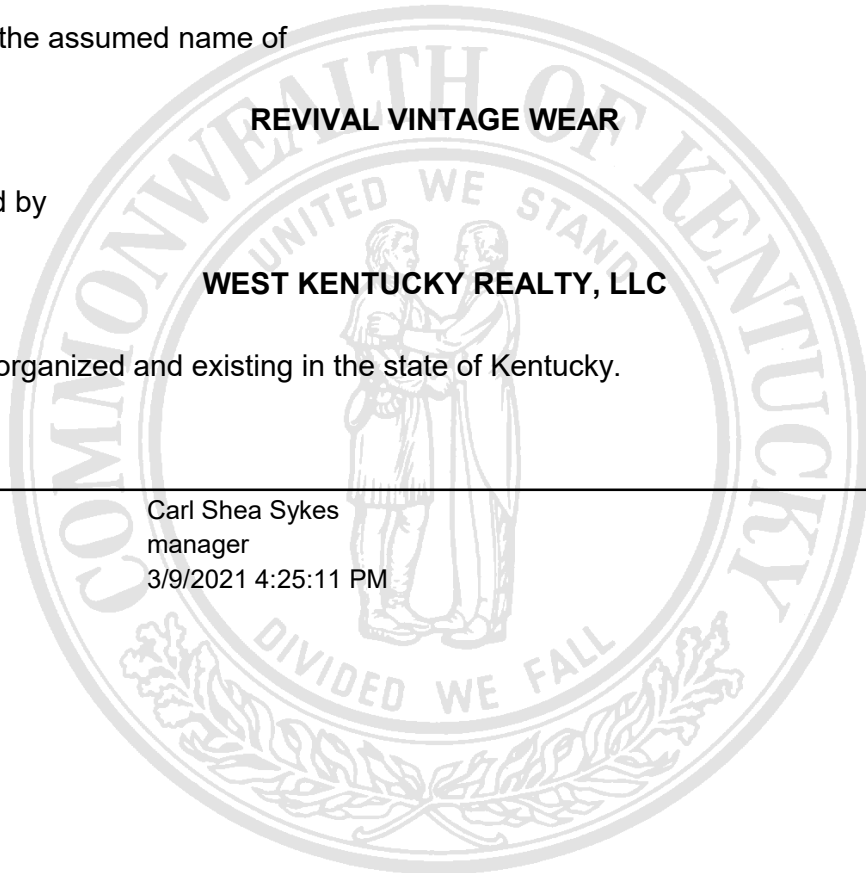 the assumed name of
REVIVAL VINTAGE WEAR
d by
WEST KENTUCKY REALTY, LLC
organized and existing in the state of Kentucky.
Carl Shea Sykes
manager
3/9/2021 4:25:11 PM
COMMONWEALTH OF KENTUCKY
UNITED WE STAND
DIVIDED WE FALL